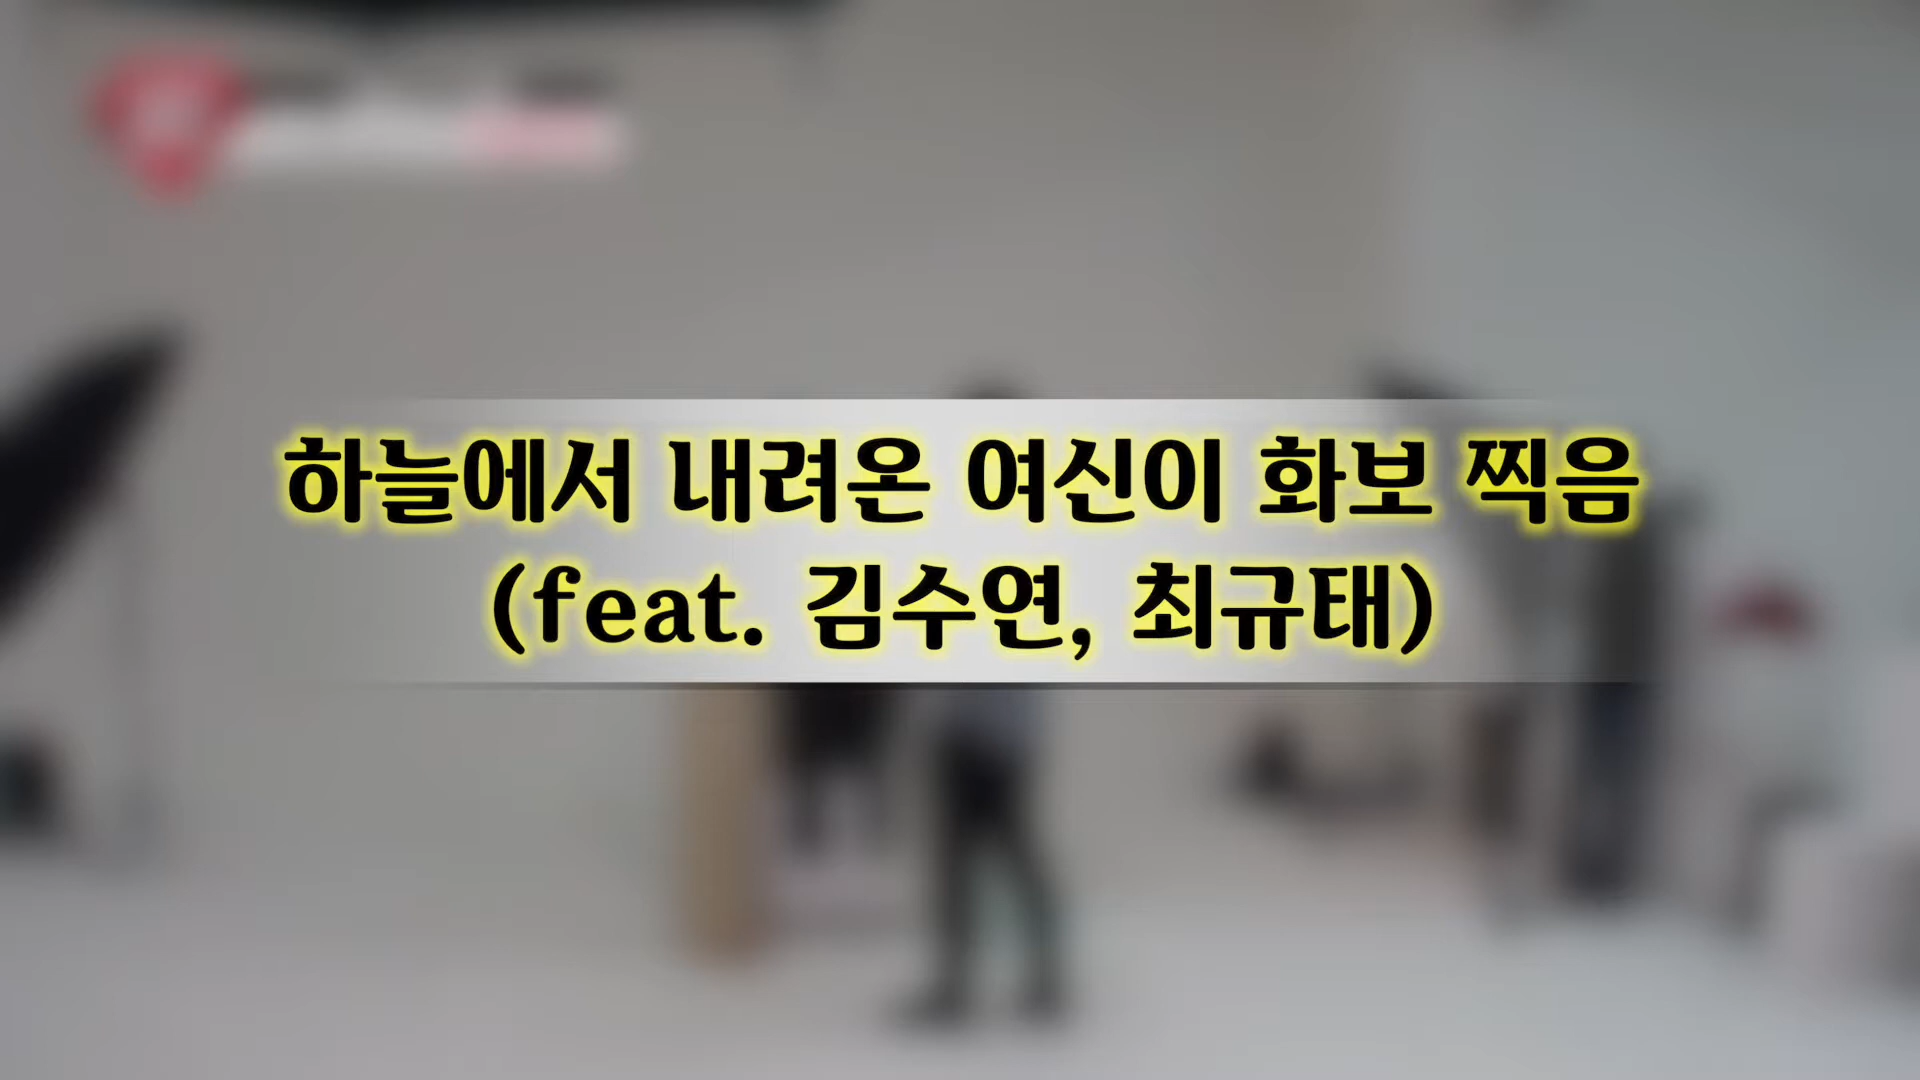 하늘에서 내려온 여신이 화보 찍음
(feat. 김수연, 최규태)